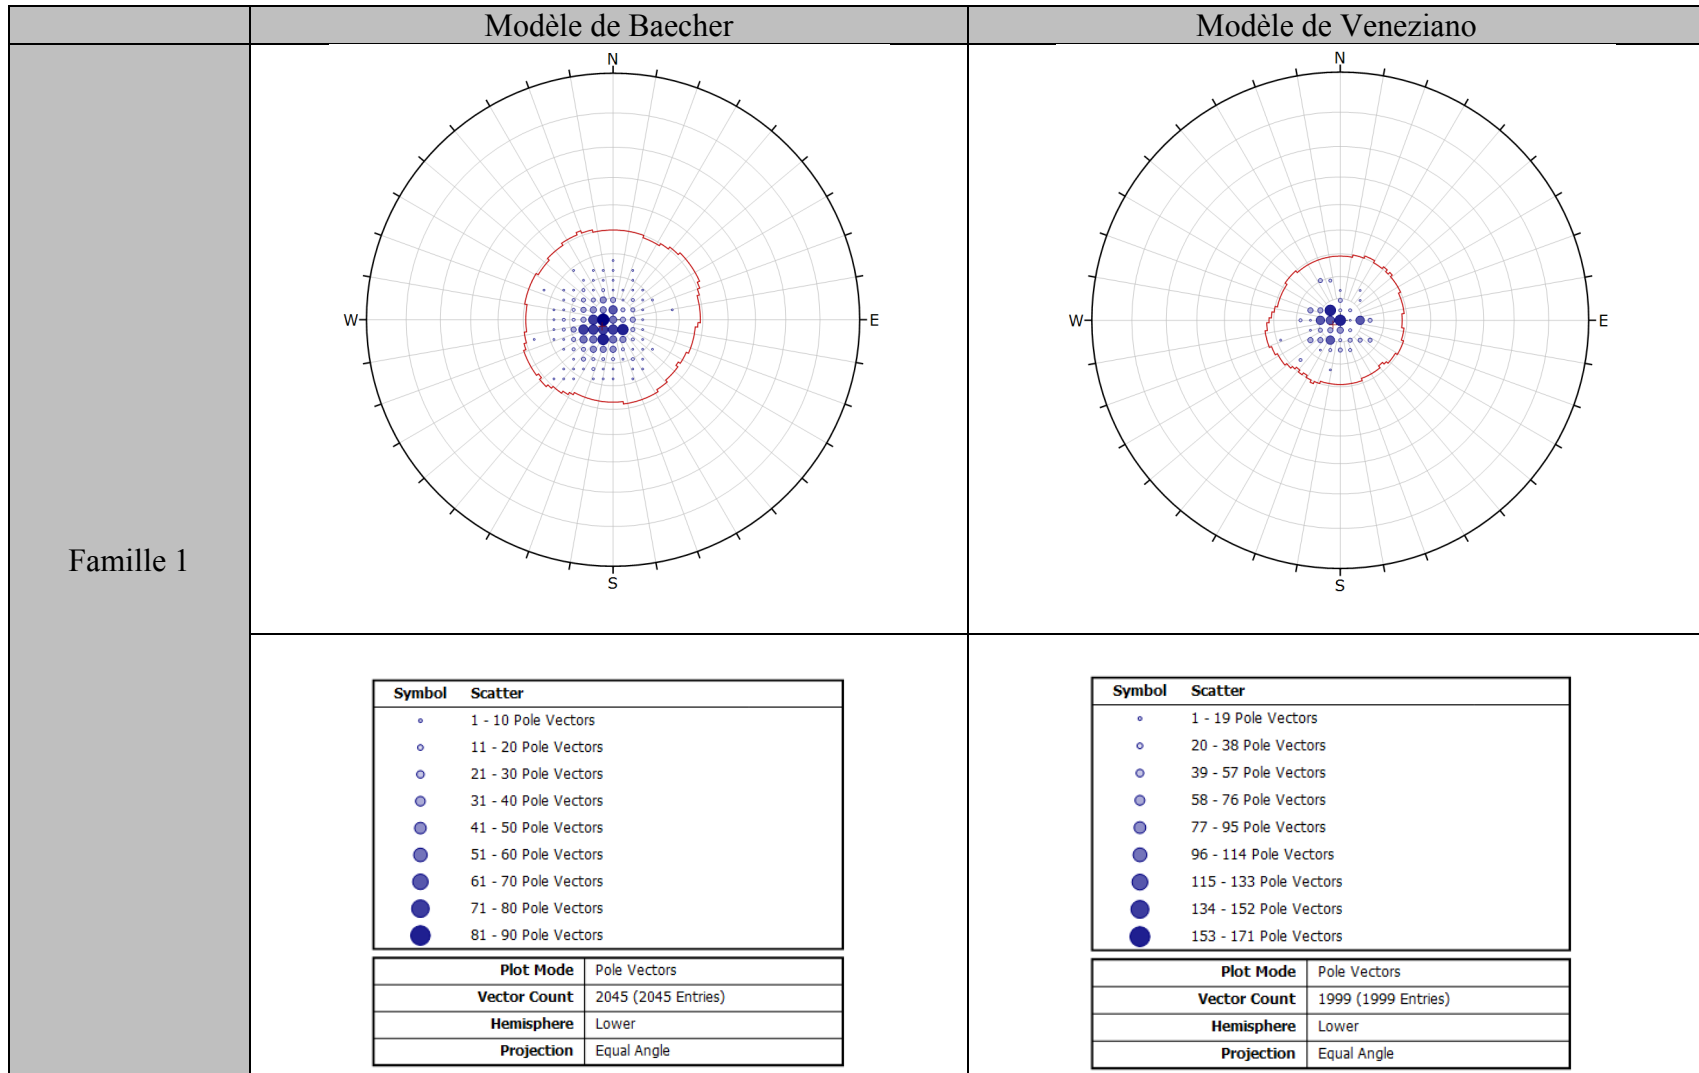 Modèle de Baecher
Modèle de Veneziano
Famille 1
N
W
E
S
N
W
E
S
Symbol Scatter
1 - 10 Pole Vectors
11 - 20 Pole Vectors
21 - 30 Pole Vectors
31 - 40 Pole Vectors
41 - 50 Pole Vectors
51 - 60 Pole Vectors
61 - 70 Pole Vectors
71 - 80 Pole Vectors
81 - 90 Pole Vectors
Plot Mode Pole Vectors
Vector Count 2045 (2045 Entries)
Hemisphere Lower
Projection Equal Angle
Symbol Scatter
1 - 19 Pole Vectors
20 - 38 Pole Vectors
39 - 57 Pole Vectors
58 - 76 Pole Vectors
77 - 95 Pole Vectors
96 - 114 Pole Vectors
115 - 133 Pole Vectors
134 - 152 Pole Vectors
153 - 171 Pole Vectors
Plot Mode Pole Vectors
Vector Count 1999 (1999 Entries)
Hemisphere Lower
Projection Equal Angle